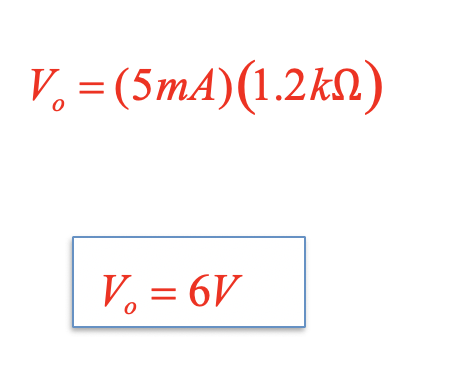 Vₒ = (5mA)(1.2kΩ)
Vₒ = 6V